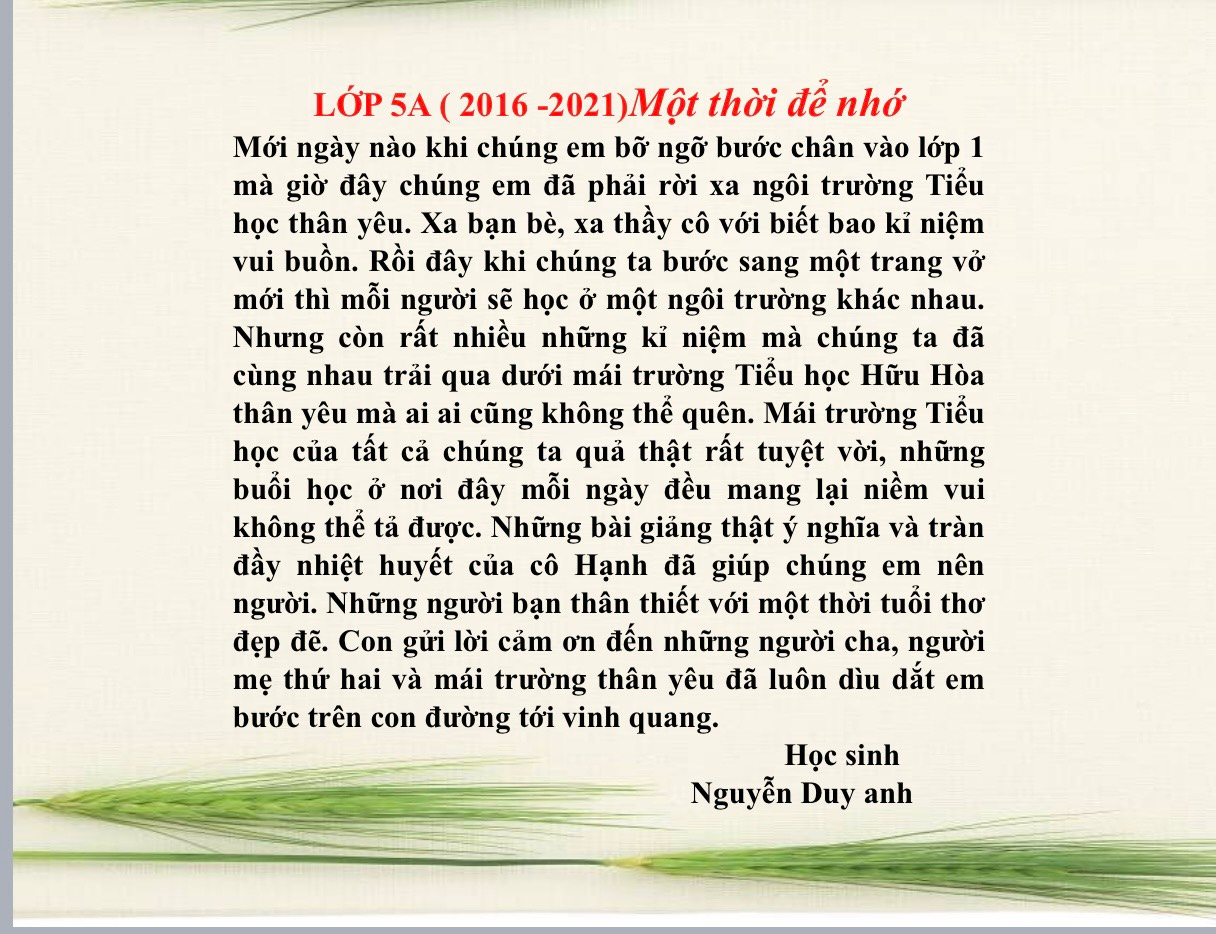 LỚP 5A ( 2016 -2021)Một thời để nhớ
Mới ngày nào khi chúng em bỡ ngỡ bước chân vào lớp 1
mà giờ đây chúng em đã phải rời xa ngôi trường Tiểu
học thân yêu. Xa bạn bè, xa thầy cô với biết bao kỉ niệm
vui buồn. Rồi đây khi chúng ta bước sang một trang vở
mới thì mỗi người sẽ học ở một ngôi trường khác nhau.
Nhưng còn rất nhiều những kỉ niệm mà chúng ta đã
cùng nhau trải qua dưới mái trường Tiểu học Hữu Hòa
thân yêu mà ai ai cũng không thể quên. Mái trường Tiểu
học của tất cả chúng ta quả thật rất tuyệt vời, những
buổi học ở nơi đây mỗi ngày đều mang lại niềm vui
không thể tả được. Những bài giảng thật ý nghĩa và tràn
đầy nhiệt huyết của cô Hạnh đã giúp chúng em nên
người. Những người bạn thân thiết với một thời tuổi thơ
đẹp đẽ. Con gửi lời cảm ơn đến những người cha, người
mẹ thứ hai và mái trường thân yêu đã luôn dìu dắt em
bước trên con đường tới vinh quang.
Học sinh
Nguyễn Duy anh